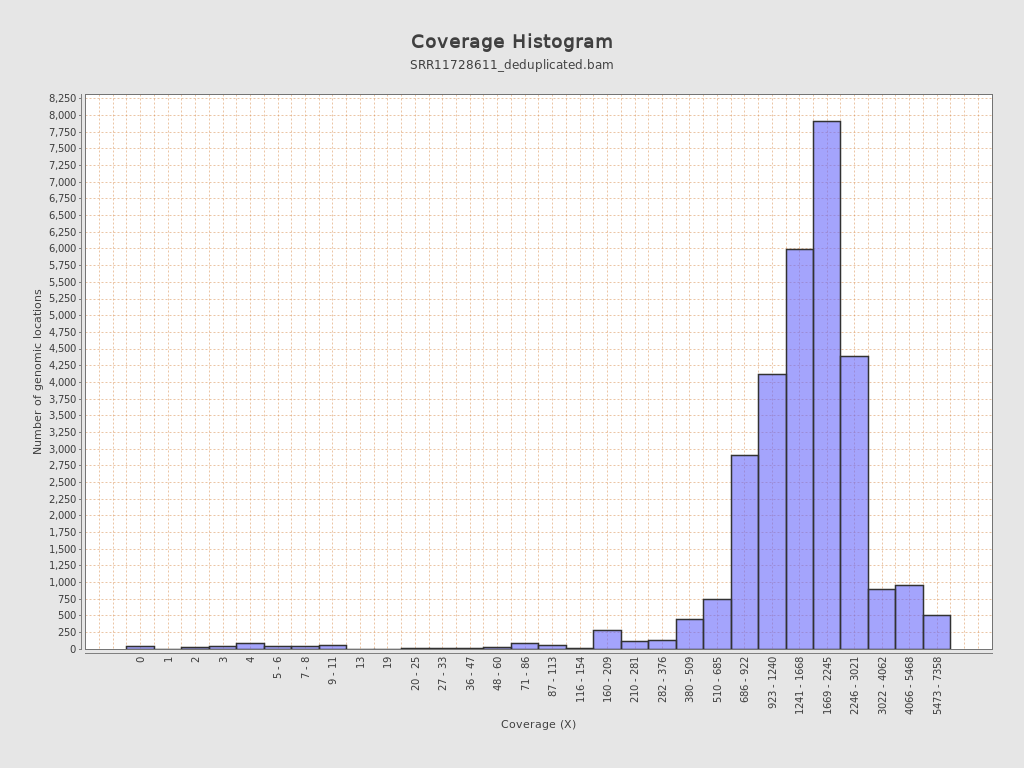 Coverage Histogram
SRR11728611_deduplicated.bam
Number of genomic locations
8,250
8,000
7,750
7,500
7,250
7,000
6,750
6,500
6,250
6,000
5,750
5,500
5,250
5,000
4,750
4,500
4,250
4,000
3,750
3,500
3,250
3,000
2,750
2,500
2,250
2,000
1,750
1,500
1,250
1,000
750
500
250
0
0
1
2
3
4
5 - 6
7 - 8
9 - 11
13
19
20 - 25
27 - 33
36 - 47
48 - 60
71 - 86
87 - 113
116 - 154
160 - 209
210 - 281
282 - 376
380 - 509
510 - 685
686 - 922
923 - 1240
1241 - 1668
1669 - 2245
2246 - 3021
3022 - 4062
4066 - 5468
5473 - 7358
Coverage (X)